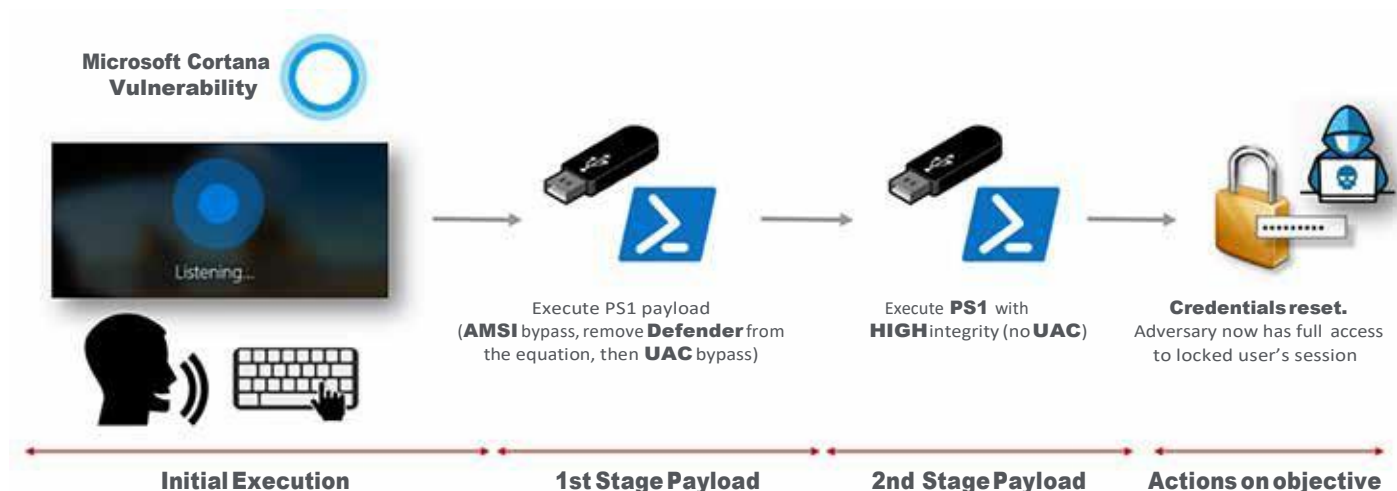 Microsoft Cortana
Vulnerability
Listening...
Execute PS1 payload
(AMSI bypass, remove Defender from
the equation, then UAC bypass)
Execute PS1 with
HIGH integrity (no UAC)
Credentials reset.
Adversary now has full access
to locked user's session
Initial Execution
1st Stage Payload
2nd Stage Payload
Actions on objective